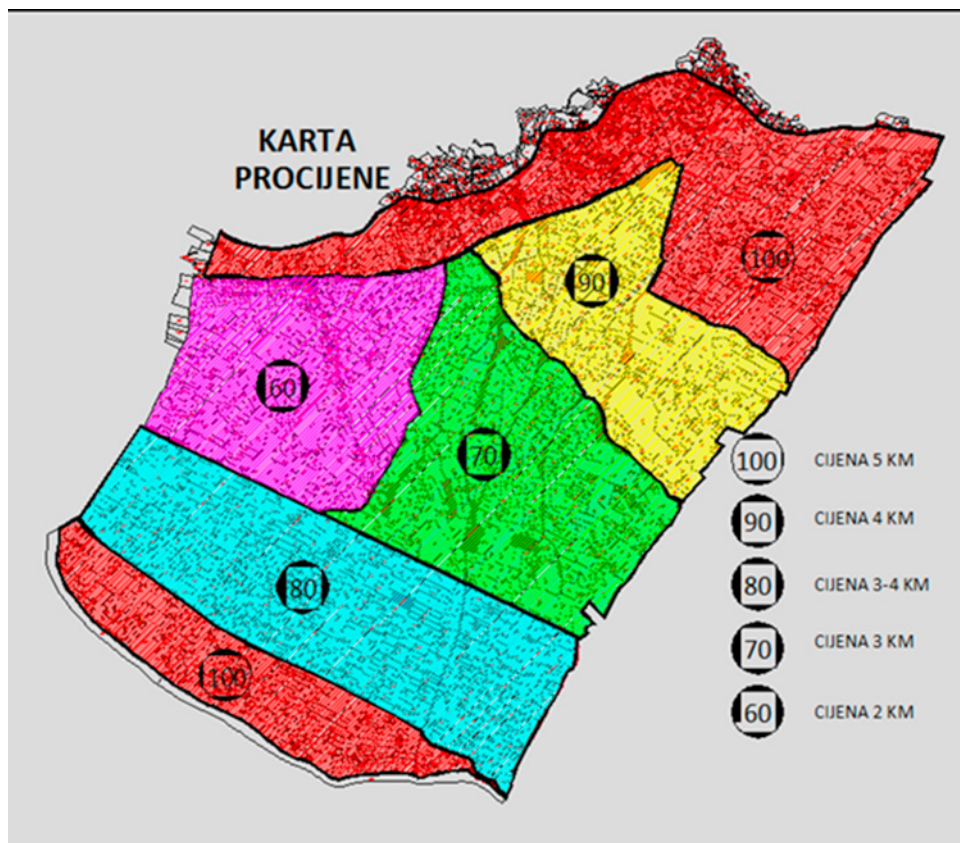 KARTA
PROCIJENE
100
90
60
70
80
100
100 CIJENA 5 KM
90 CIJENA 4 KM
80 CIJENA 3-4 KM
70 CIJENA 3 KM
60 CIJENA 2 KM